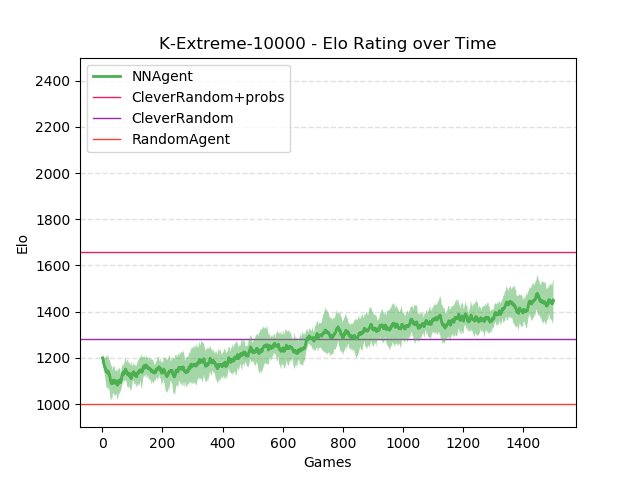 K-Extreme-10000 - Elo Rating over Time
NNAgent
CleverRandom+probs
CleverRandom
RandomAgent
2400
2200
2000
1800
1600
1400
1200
1000
Elo
0 200 400 600 800 1000 1200 1400
Games